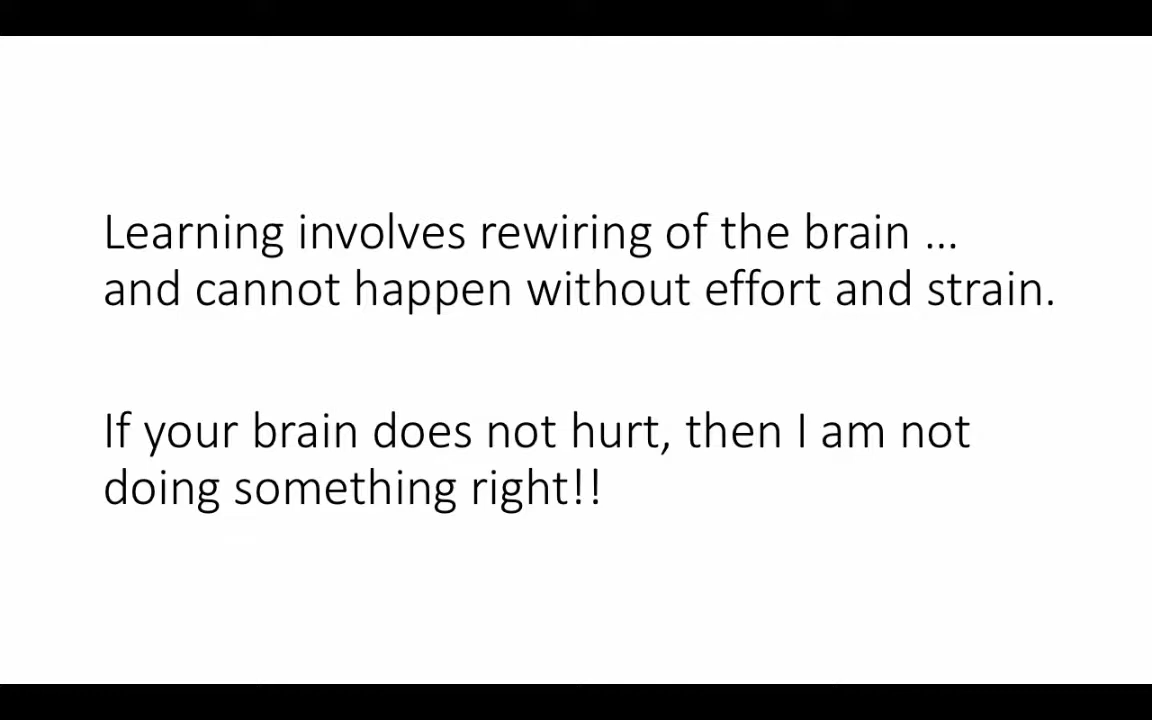 Learning involves rewiring of the brain ...
and cannot happen without effort and strain.
If your brain does not hurt, then I am not
doing something right!!